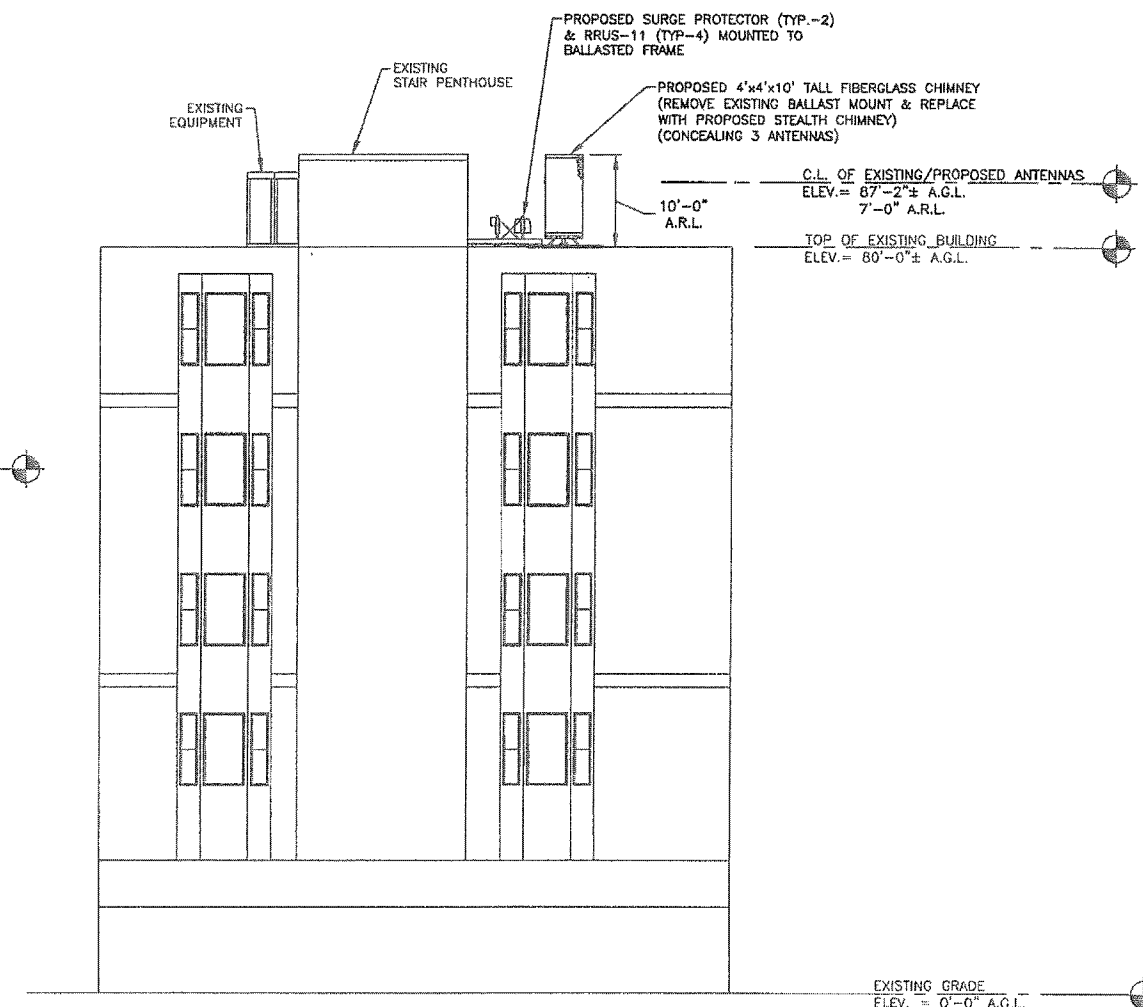 PROPOSED SURGE PROTECTOR (TYP.-2)
& RRUS-11 (TYP-4) MOUNTED TO
BALLASTED FRAME
EXISTING
STAIR PENTHOUSE
EXISTING
EQUIPMENT
PROPOSED 4'x4'x10' TALL FIBERGLASS CHIMNEY
(REMOVE EXISTING BALLAST MOUNT & REPLACE
WITH PROPOSED STEALTH CHIMNEY)
(CONCEALING 3 ANTENNAS)
C.L. OF EXISTING/PROPOSED ANTENNAS
ELEV.= 87'-2"± A.G.L.
7'-0" A.R.L.
10'-0"
A.R.L.
TOP OF EXISTING BUILDING
ELEV.= 80'-0"± A.G.L.
EXISTING GRADE
ELEV. = 0'-0" A.G.L.